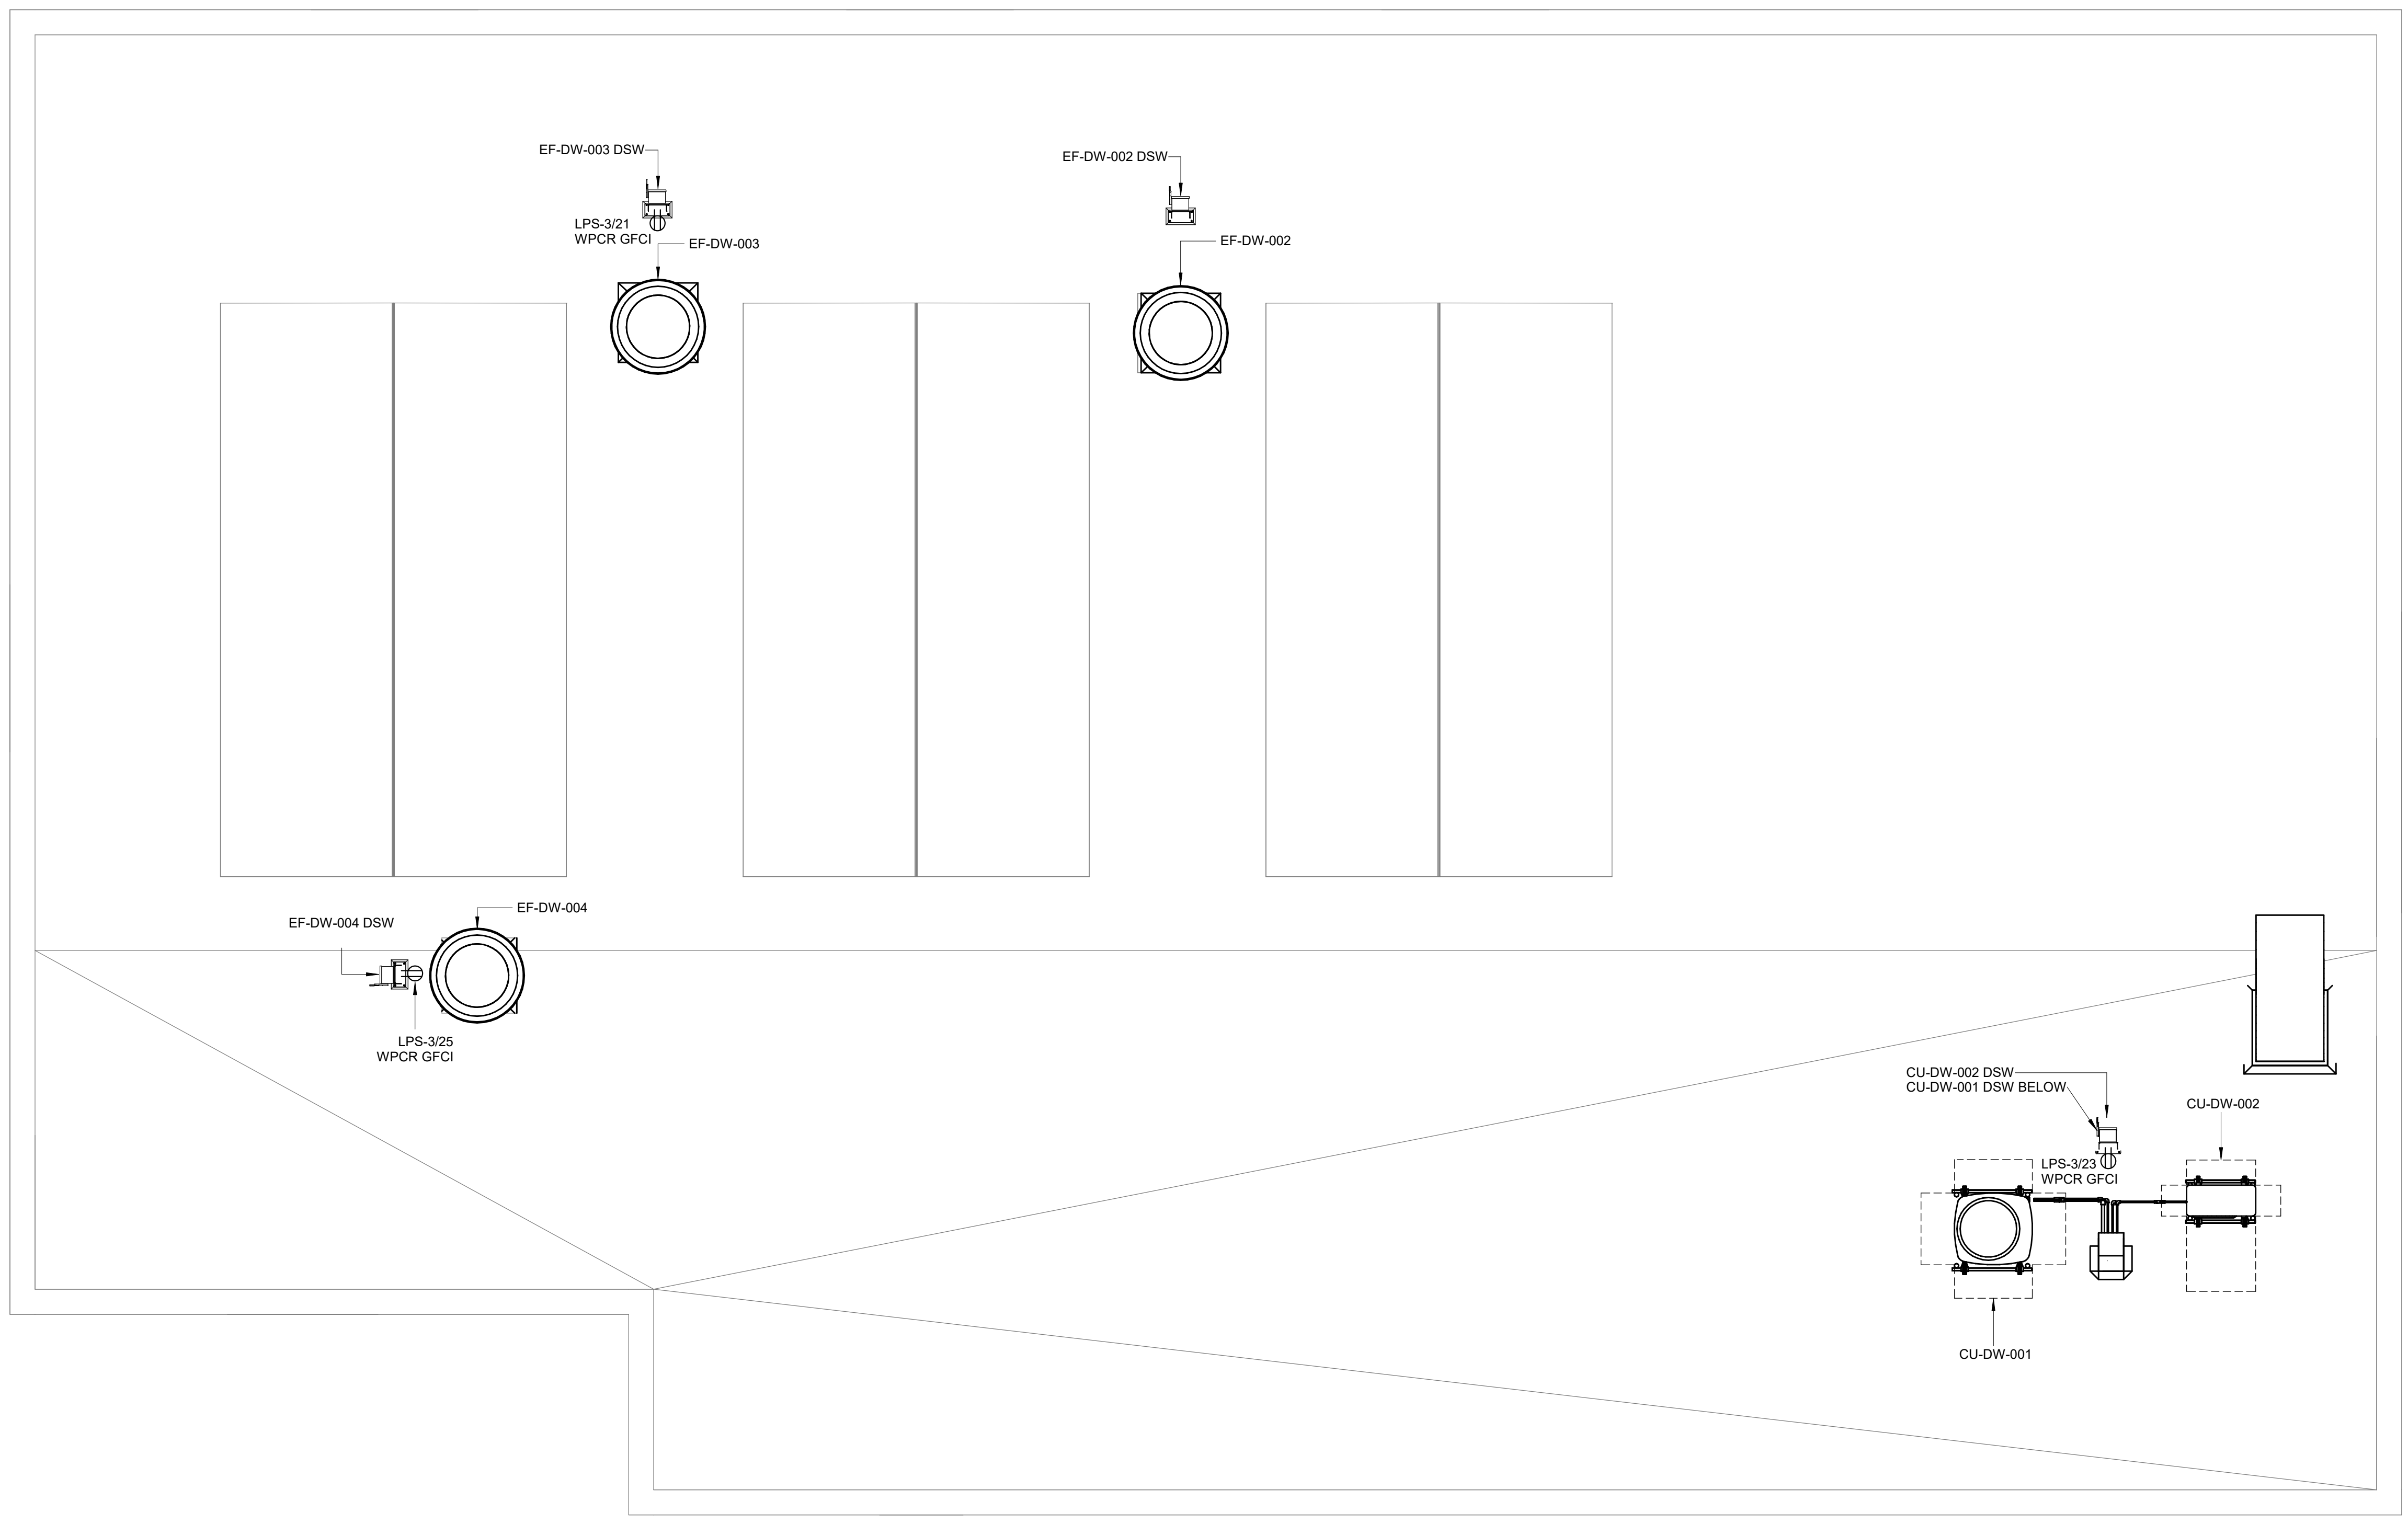 EF-DW-003 DSW
EF-DW-002 DSW
LPS-3/21
WPCR GFCI
EF-DW-003
EF-DW-002
EF-DW-004
EF-DW-004 DSW
LPS-3/25
WPCR GFCI
CU-DW-002 DSW
CU-DW-001 DSW BELOW
CU-DW-002
LPS-3/23
WPCR GFCI
CU-DW-001